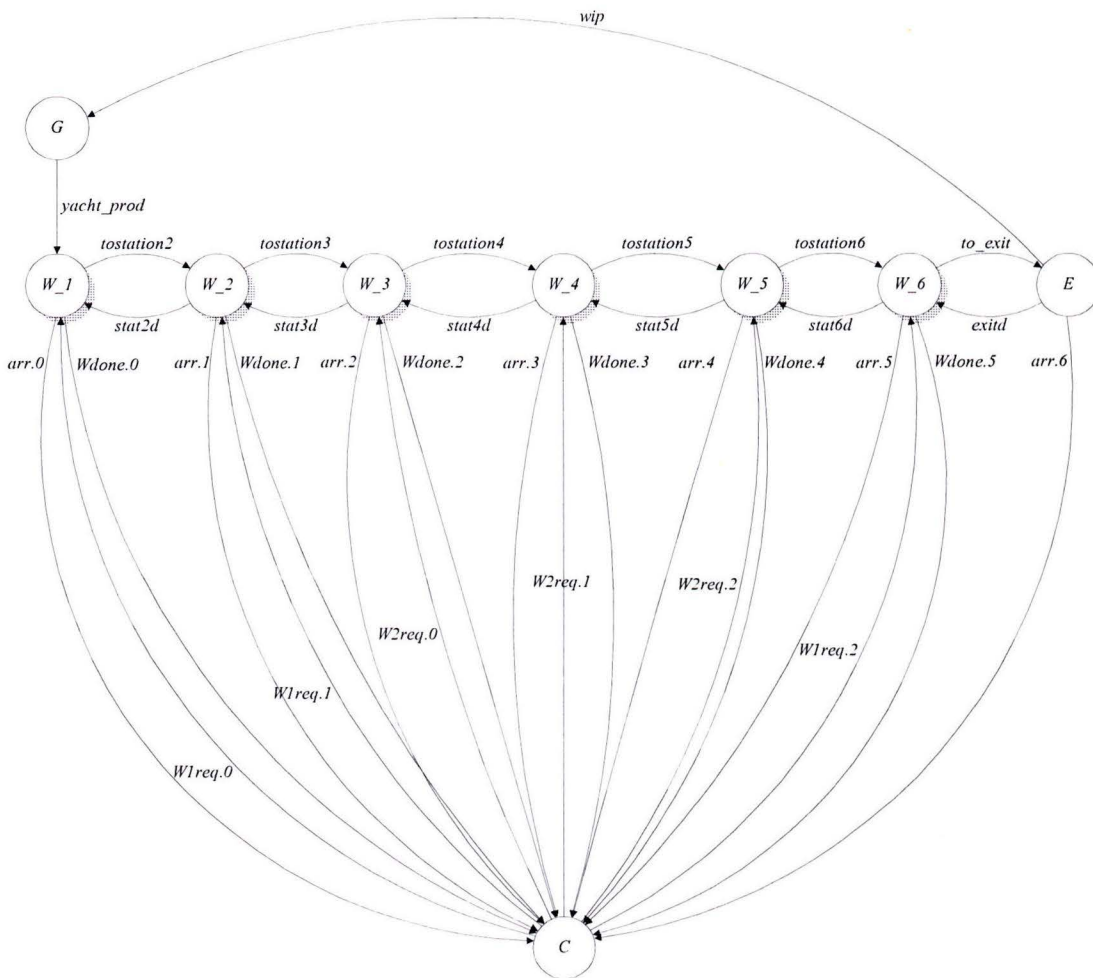 wip
G
yacht_prod
tostation2
tostation3
tostation4
tostation5
tostation6
to_exit
W_1
W_2
W_3
W_4
W_5
W_6
E
stat2d
stat3d
stat4d
stat5d
stat6d
exitd
arr.0
Wdone.0
arr.1
Wdone.1
arr.2
Wdone.2
arr.3
Wdone.3
arr.4
Wdone.4
arr.5
Wdone.5
arr.6
W2req.1
W2req.2
W2req.0
W1req.2
W1req.1
W1req.0
C